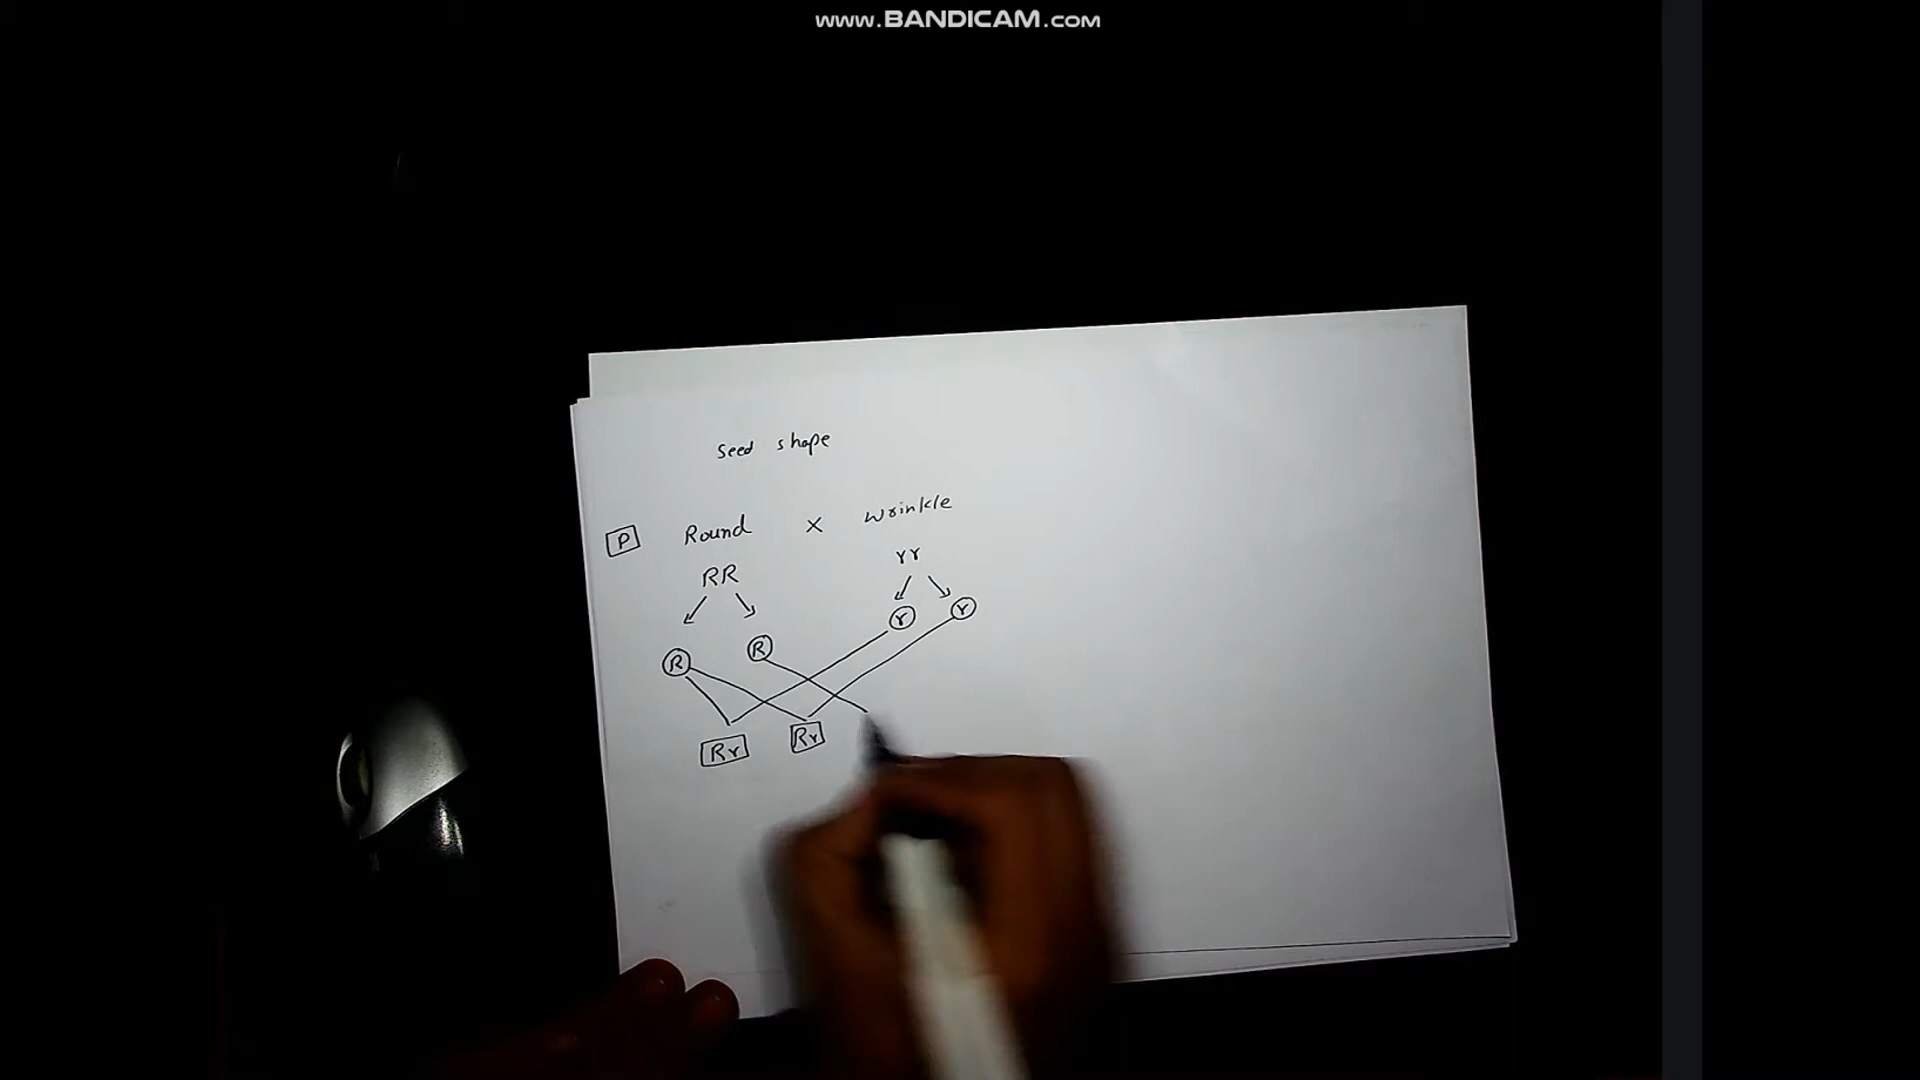 www.BANDICAM.com
Seed shape
P Round X wrinkle
RR rr
R R r r
Rr Rr